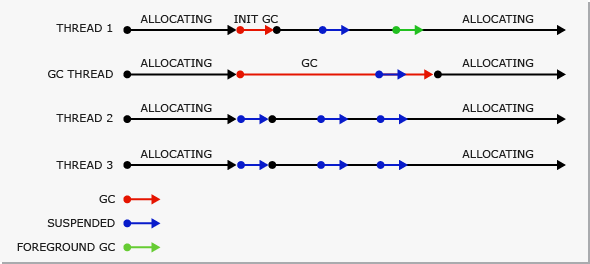 ALLOCATING INIT GC ALLOCATING
THREAD 1
ALLOCATING GC ALLOCATING
GC THREAD
ALLOCATING ALLOCATING
THREAD 2
ALLOCATING ALLOCATING
THREAD 3
GC
SUSPENDED
FOREGROUND GC